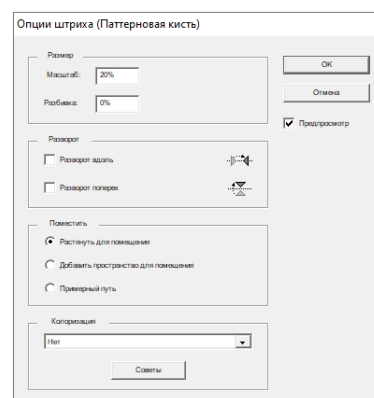 Опции штриха (Паттерновая кисть)
Размер
Масштаб: 20%
Разбивка: 0%
OK
Отмена
Предпросмотр
Разворот
Разворот вдоль
Разворот поперек
Поместить
Растянуть для помещения
Добавить пространство для помещения
Примерный путь
Колоризация
Нет
Советы